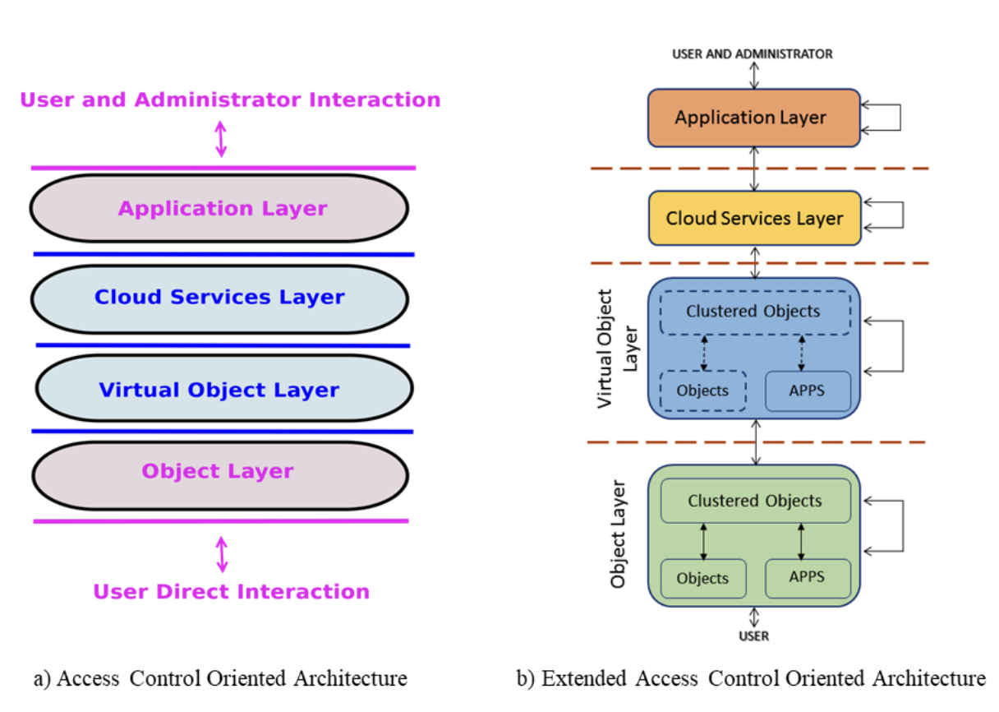 User and Administrator Interaction
Application Layer
Cloud Services Layer
Virtual Object Layer
Object Layer
User Direct Interaction
a) Access Control Oriented Architecture
USER AND ADMINISTRATOR
Application Layer
Cloud Services Layer
Virtual Object
Layer
Clustered Objects
Objects
APPS
Object Layer
Clustered Objects
Objects
APPS
USER
b) Extended Access Control Oriented Architecture